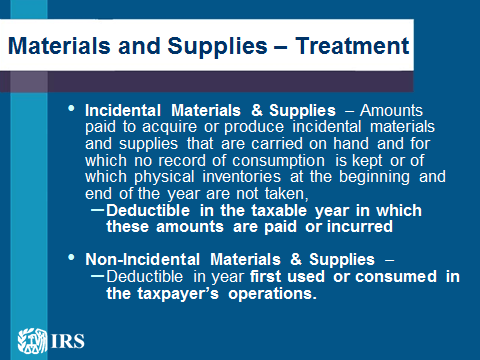 Materials and Supplies – Treatment
• Incidental Materials & Supplies – Amounts
paid to acquire or produce incidental materials
and supplies that are carried on hand and for
which no record of consumption is kept or of
which physical inventories at the beginning and
end of the year are not taken,
–Deductible in the taxable year in which
these amounts are paid or incurred
• Non-Incidental Materials & Supplies –
–Deductible in year first used or consumed in
the taxpayer's operations.
IRS